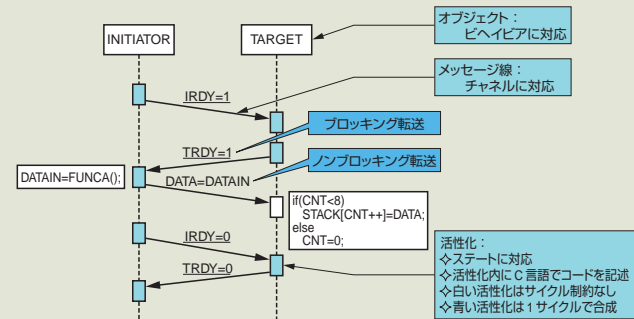 INITIATOR
TARGET
オブジェクト：
ビヘイビアに対応
メッセージ線：
チャネルに対応
IRDY=1
ブロッキング転送
TRDY=1
ノンブロッキング転送
DATAIN=FUNCA();
DATA=DATAIN
if(CNT<8)
STACK[CNT++]=DATA;
else
CNT=0;
IRDY=0
TRDY=0
活性化：
✧ステートに対応
✧活性化内にC言語でコードを記述
✧白い活性化はサイクル制約なし
✧青い活性化は1サイクルで合成